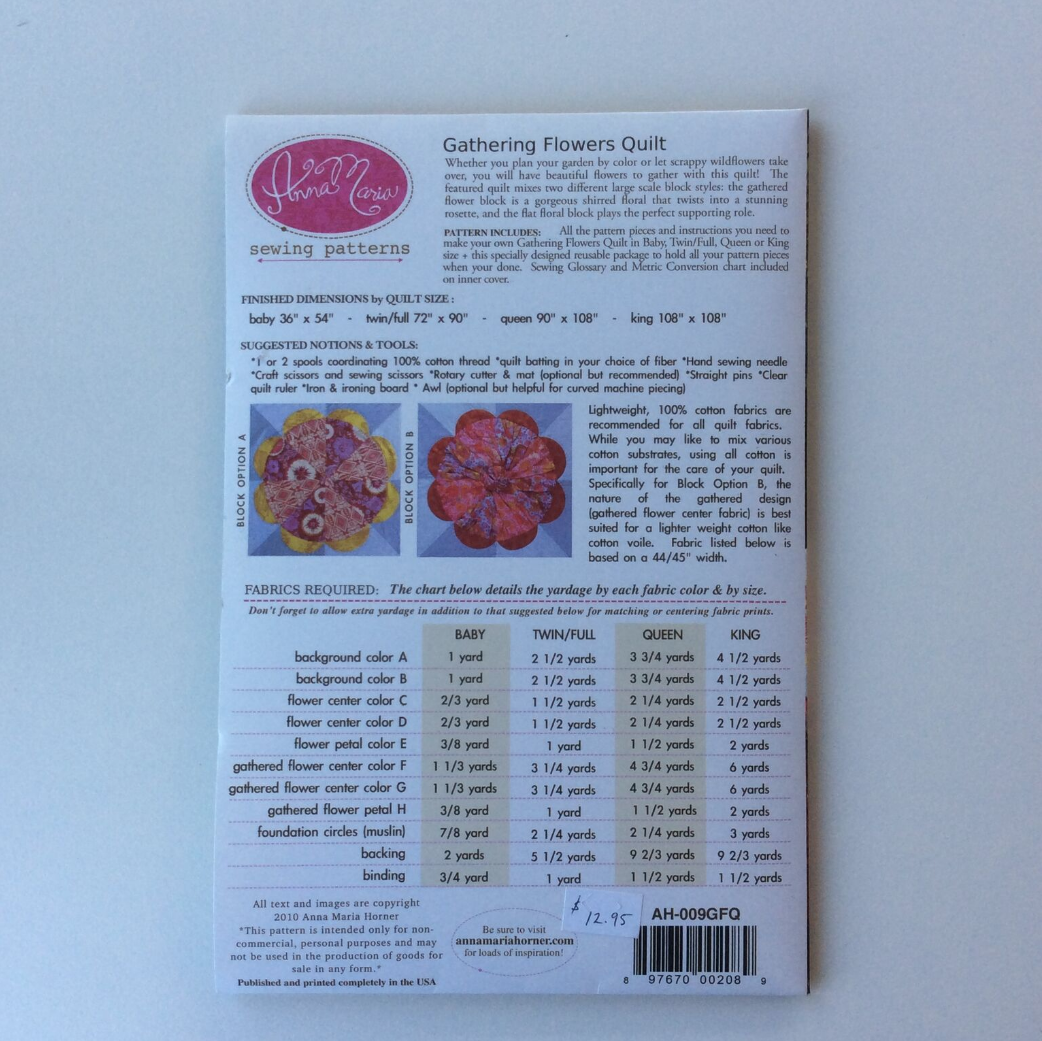 Anna Maria
sewing patterns
Gathering Flowers Quilt
Whether you plan your garden by color or let scrappy wildflowers take
over, you will have beautiful flowers to gather with this quilt! The
featured quilt mixes two different large scale block styles: the gathered
flower block is a gorgeous shirred floral that twists into a stunning
rosette, and the flat floral block plays the perfect supporting role.
PATTERN INCLUDES: All the pattern pieces and instructions you need to
make your own Gathering Flowers Quilt in Baby, Twin/Full, Queen or King
size + this specially designed reusable package to hold all your pattern pieces
when your done. Sewing Glossary and Metric Conversion chart included
on inner cover.
FINISHED DIMENSIONS by QUILT SIZE :
baby 36" x 54" - twin/full 72" x 90" - queen 90" x 108" - king 108" x 108"
SUGGESTED NOTIONS & TOOLS:
*1 or 2 spools coordinating 100% cotton thread *quilt batting in your choice of fiber *Hand sewing needle
*Craft scissors and sewing scissors *Rotary cutter & mat (optional but recommended) *Straight pins *Clear
quilt ruler *Iron & ironing board * Awl (optional but helpful for curved machine piecing)
BLOCK OPTION A
BLOCK OPTION B
Lightweight, 100% cotton fabrics are
recommended for all quilt fabrics.
While you may like to mix various
cotton substrates, using all cotton is
important for the care of your quilt.
Specifically for Block Option B, the
nature of the gathered design
(gathered flower center fabric) is best
suited for a lighter weight cotton like
cotton voile. Fabric listed below is
based on a 44/45" width.
FABRICS REQUIRED: The chart below details the yardage by each fabric color & by size.
Don't forget to allow extra yardage in addition to that suggested below for matching or centering fabric prints.
BABY TWIN/FULL QUEEN KING
background color A 1 yard 2 1/2 yards 3 3/4 yards 4 1/2 yards
background color B 1 yard 2 1/2 yards 3 3/4 yards 4 1/2 yards
flower center color C 2/3 yard 1 1/2 yards 2 1/4 yards 2 1/2 yards
flower center color D 2/3 yard 1 1/2 yards 2 1/4 yards 2 1/2 yards
flower petal color E 3/8 yard 1 yard 1 1/2 yards 2 yards
gathered flower center color F 1 1/3 yards 3 1/4 yards 4 3/4 yards 6 yards
gathered flower center color G 1 1/3 yards 3 1/4 yards 4 3/4 yards 6 yards
gathered flower petal H 3/8 yard 1 yard 1 1/2 yards 2 yards
foundation circles (muslin) 7/8 yard 2 1/4 yards 2 1/4 yards 3 yards
backing 2 yards 5 1/2 yards 9 2/3 yards 9 2/3 yards
binding 3/4 yard 1 yard 1 1/2 yards 1 1/2 yards
All text and images are copyright
2010 Anna Maria Horner
*This pattern is intended only for non-
commercial, personal purposes and may
not be used in the production of goods for
sale in any form.*
Published and printed completely in the USA
Be sure to visit
annamariahorner.com
for loads of inspiration!
$ 12.95
AH-009GFQ
8 97670 00208 9